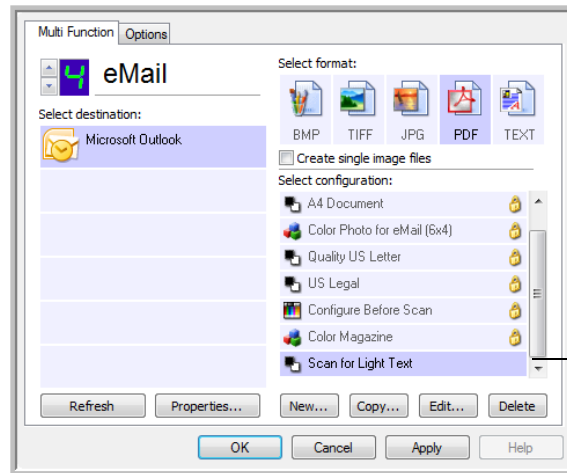 Multi Function
Options
4
eMail
Select destination:
Microsoft Outlook
Select format:
BMP TIFF JPG PDF TEXT
Create single image files
Select configuration:
A4 Document
Color Photo for eMail (6x4)
Quality US Letter
US Legal
Configure Before Scan
Color Magazine
Scan for Light Text
Refresh Properties... New... Copy... Edit... Delete
OK Cancel Apply Help